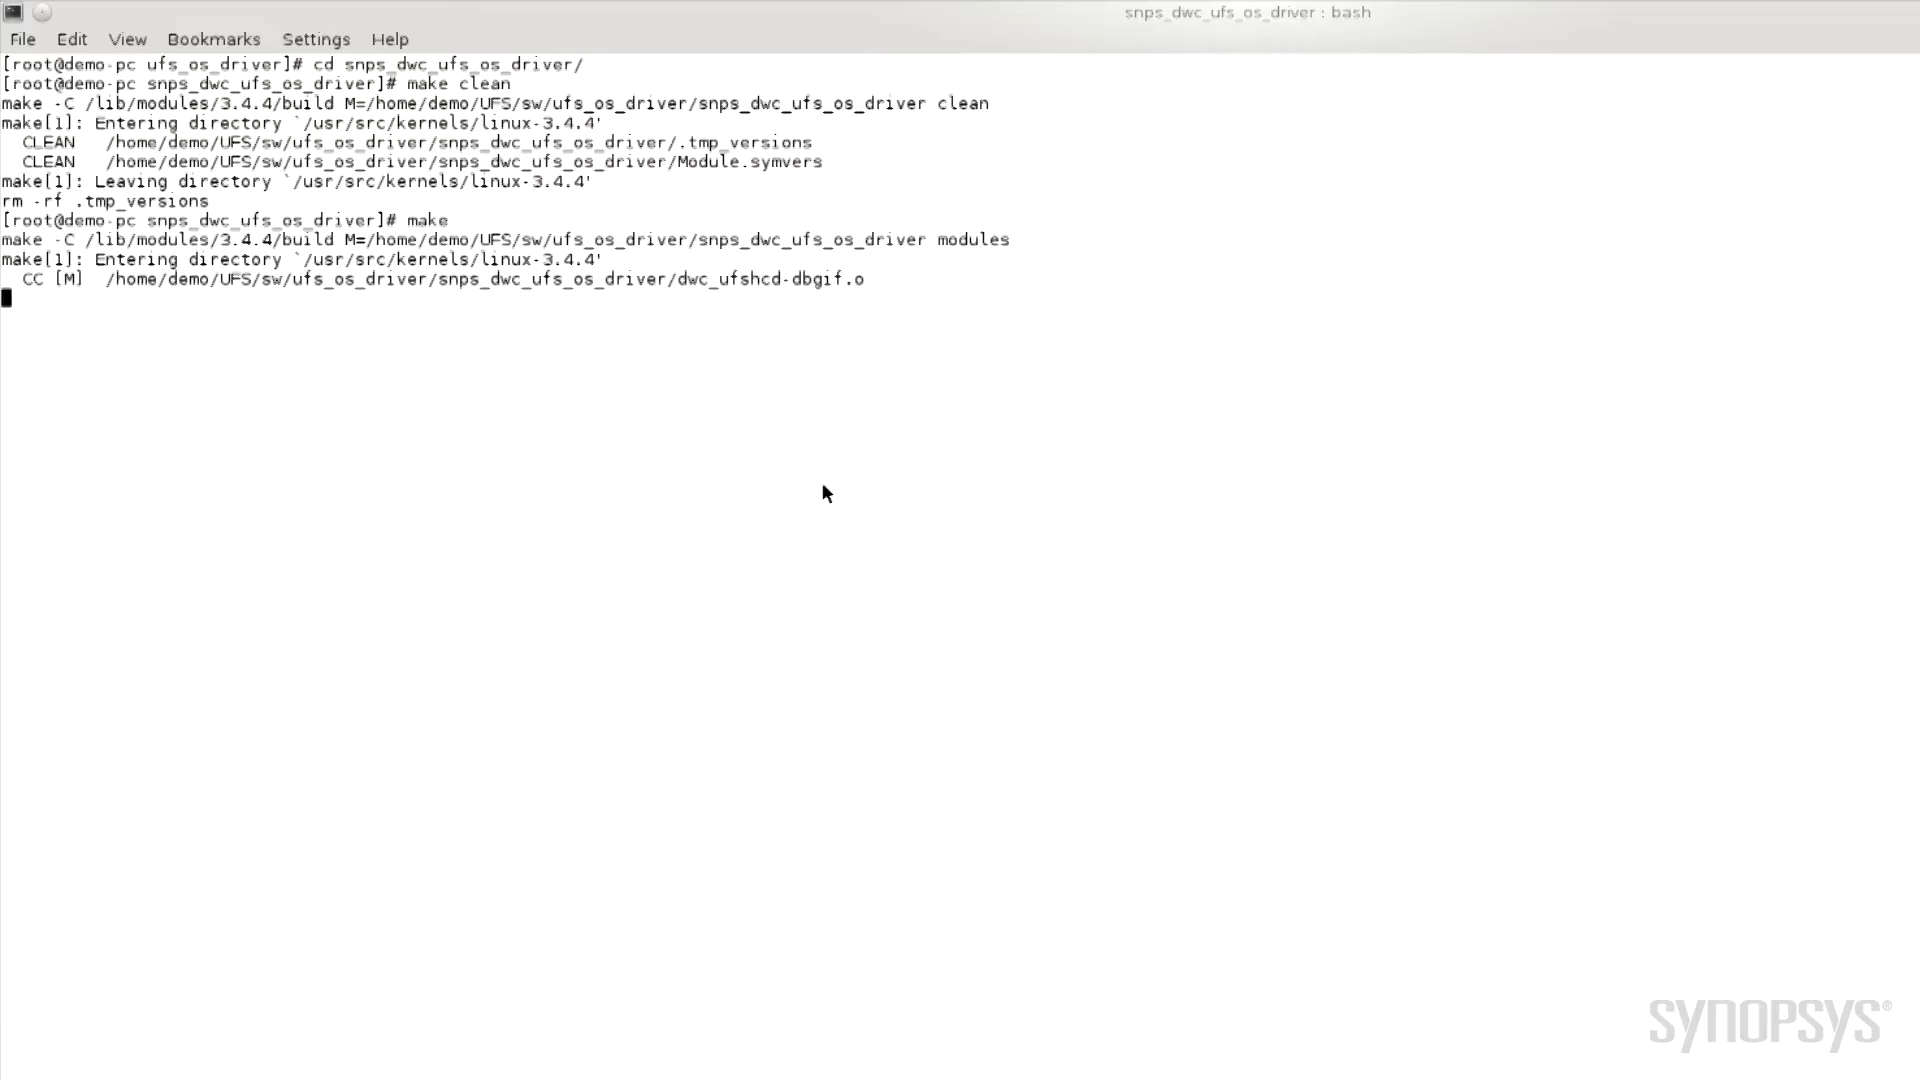 snps_dwc_ufs_os_driver : bash
File Edit View Bookmarks Settings Help
[root@demo-pc ufs_os_driver]# cd snps_dwc_ufs_os_driver/
[root@demo-pc snps_dwc_ufs_os_driver]# make clean
make -C /lib/modules/3.4.4/build M=/home/demo/UFS/sw/ufs_os_driver/snps_dwc_ufs_os_driver clean
make[1]: Entering directory `/usr/src/kernels/linux-3.4.4'
  CLEAN   /home/demo/UFS/sw/ufs_os_driver/snps_dwc_ufs_os_driver/.tmp_versions
  CLEAN   /home/demo/UFS/sw/ufs_os_driver/snps_dwc_ufs_os_driver/Module.symvers
make[1]: Leaving directory `/usr/src/kernels/linux-3.4.4'
rm -rf .tmp_versions
[root@demo-pc snps_dwc_ufs_os_driver]# make
make -C /lib/modules/3.4.4/build M=/home/demo/UFS/sw/ufs_os_driver/snps_dwc_ufs_os_driver modules
make[1]: Entering directory `/usr/src/kernels/linux-3.4.4'
  CC [M]  /home/demo/UFS/sw/ufs_os_driver/snps_dwc_ufs_os_driver/dwc_ufshcd-dbgif.o
SYNOPSYS®